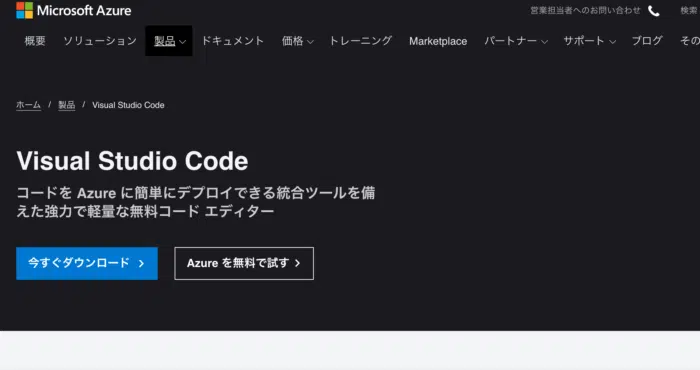 Microsoft Azure
営業担当者へのお問い合わせ 検索
概要 ソリューション 製品 ドキュメント 価格 トレーニング Marketplace パートナー サポート ブログ その
ホーム / 製品 / Visual Studio Code
Visual Studio Code
コードを Azure に簡単にデプロイできる統合ツールを備
えた強力で軽量な無料コード エディター
今すぐダウンロード Azure を無料で試す